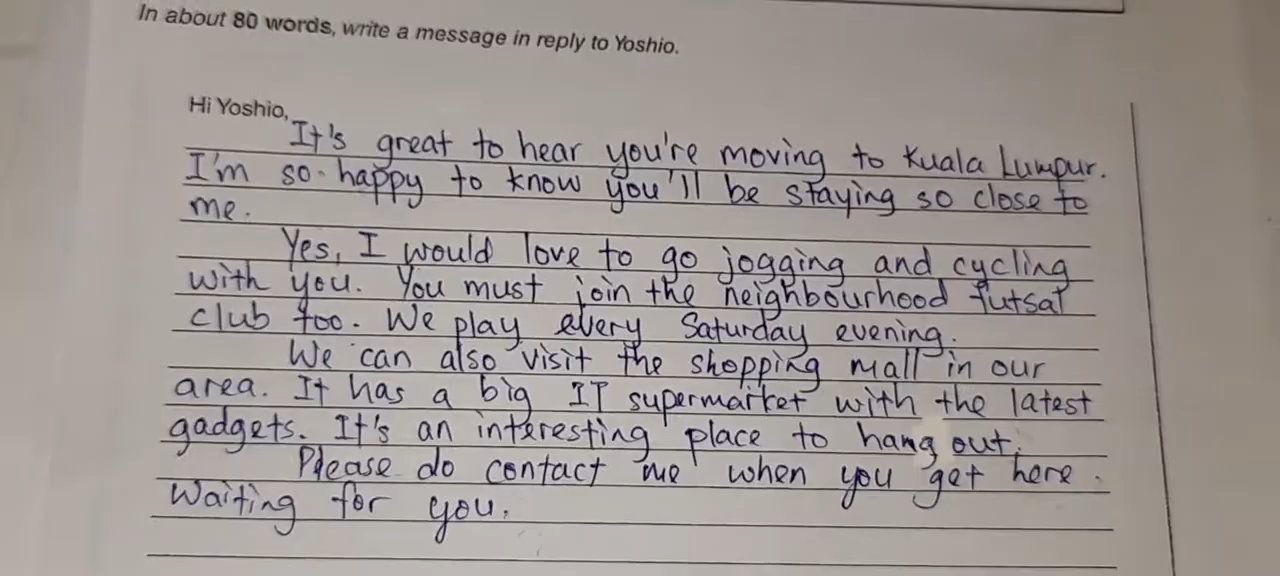 In about 80 words, write a message in reply to Yoshio.
Hi Yoshio,
It's great to hear you're moving to Kuala Lumpur.
I'm so happy to know you'll be staying so close to
me.
Yes, I would love to go jogging and cycling
with you. You must join the neighbourhood futsal
club too. We play every Saturday evening.
We can also visit the shopping mall in our
area. It has a big IT supermarket with the latest
gadgets. It's an interesting place to hang out.
Please do contact me when you get here.
Waiting for you.